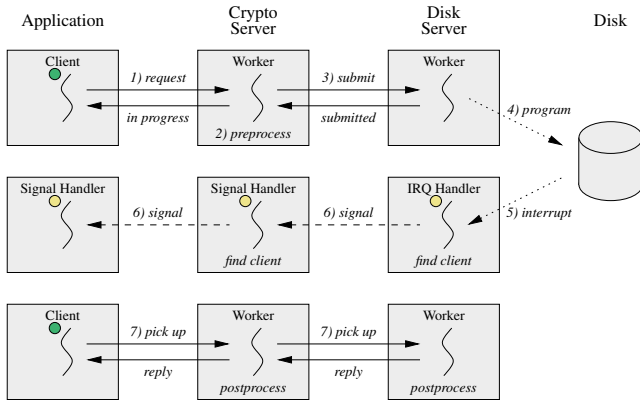 Application
Crypto
Server
Disk
Server
Disk
Client
Worker
Worker
1) request
3) submit
4) program
in progress
submitted
2) preprocess
Signal Handler
Signal Handler
IRQ Handler
6) signal
6) signal
5) interrupt
find client
find client
Client
Worker
Worker
7) pick up
7) pick up
reply
reply
postprocess
postprocess